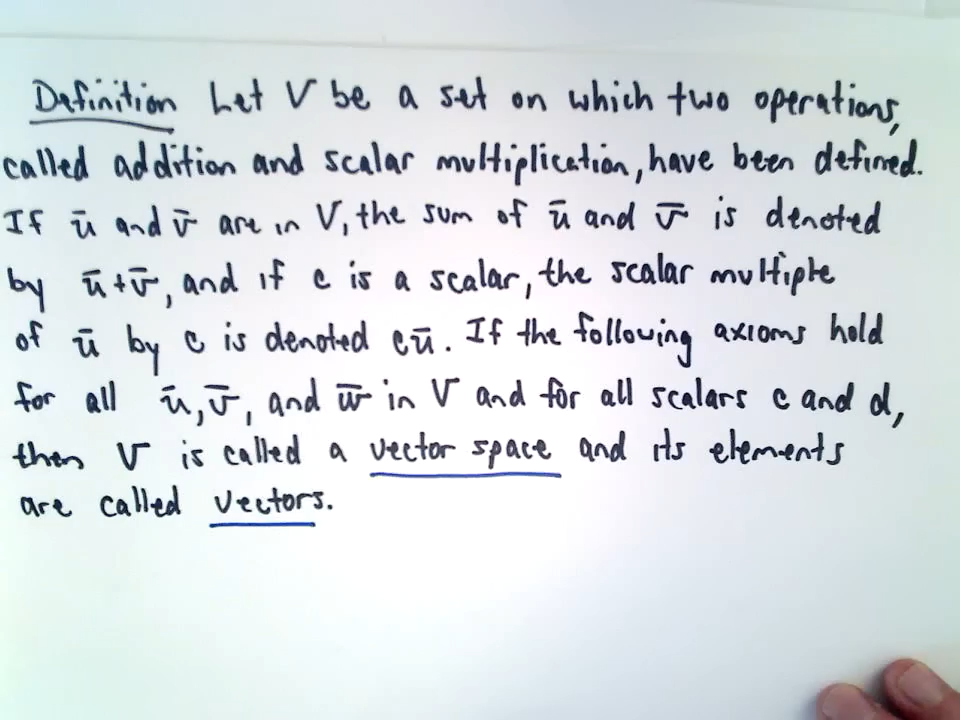 Definition Let V be a set on which two operations,
called addition and scalar multiplication, have been defined.
If ū and v̄ are in V, the sum of ū and v̄ is denoted
by ū + v̄, and if c is a scalar, the scalar multiple
of ū by c is denoted cū. If the following axioms hold
for all ū, v̄, and w̄ in V and for all scalars c and d,
then V is called a vector space and its elements
are called vectors.